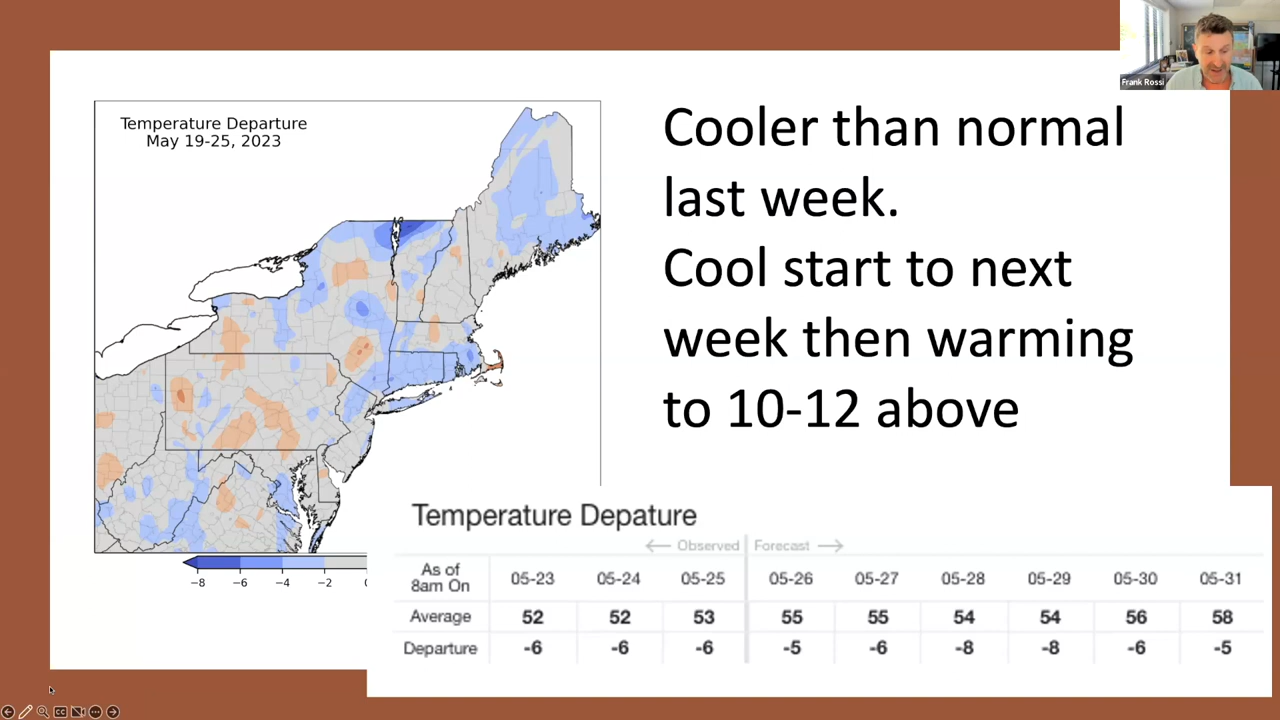 Frank Rossi
Temperature Departure
May 19-25, 2023
Cooler than normal
last week.
Cool start to next
week then warming
to 10-12 above
−8 −6 −4 −2 0
Temperature Depature
← Observed Forecast →
As of
8am On 05-23 05-24 05-25 05-26 05-27 05-28 05-29 05-30 05-31
Average 52 52 53 55 55 54 54 56 58
Departure -6 -6 -6 -5 -6 -8 -8 -6 -5
CC